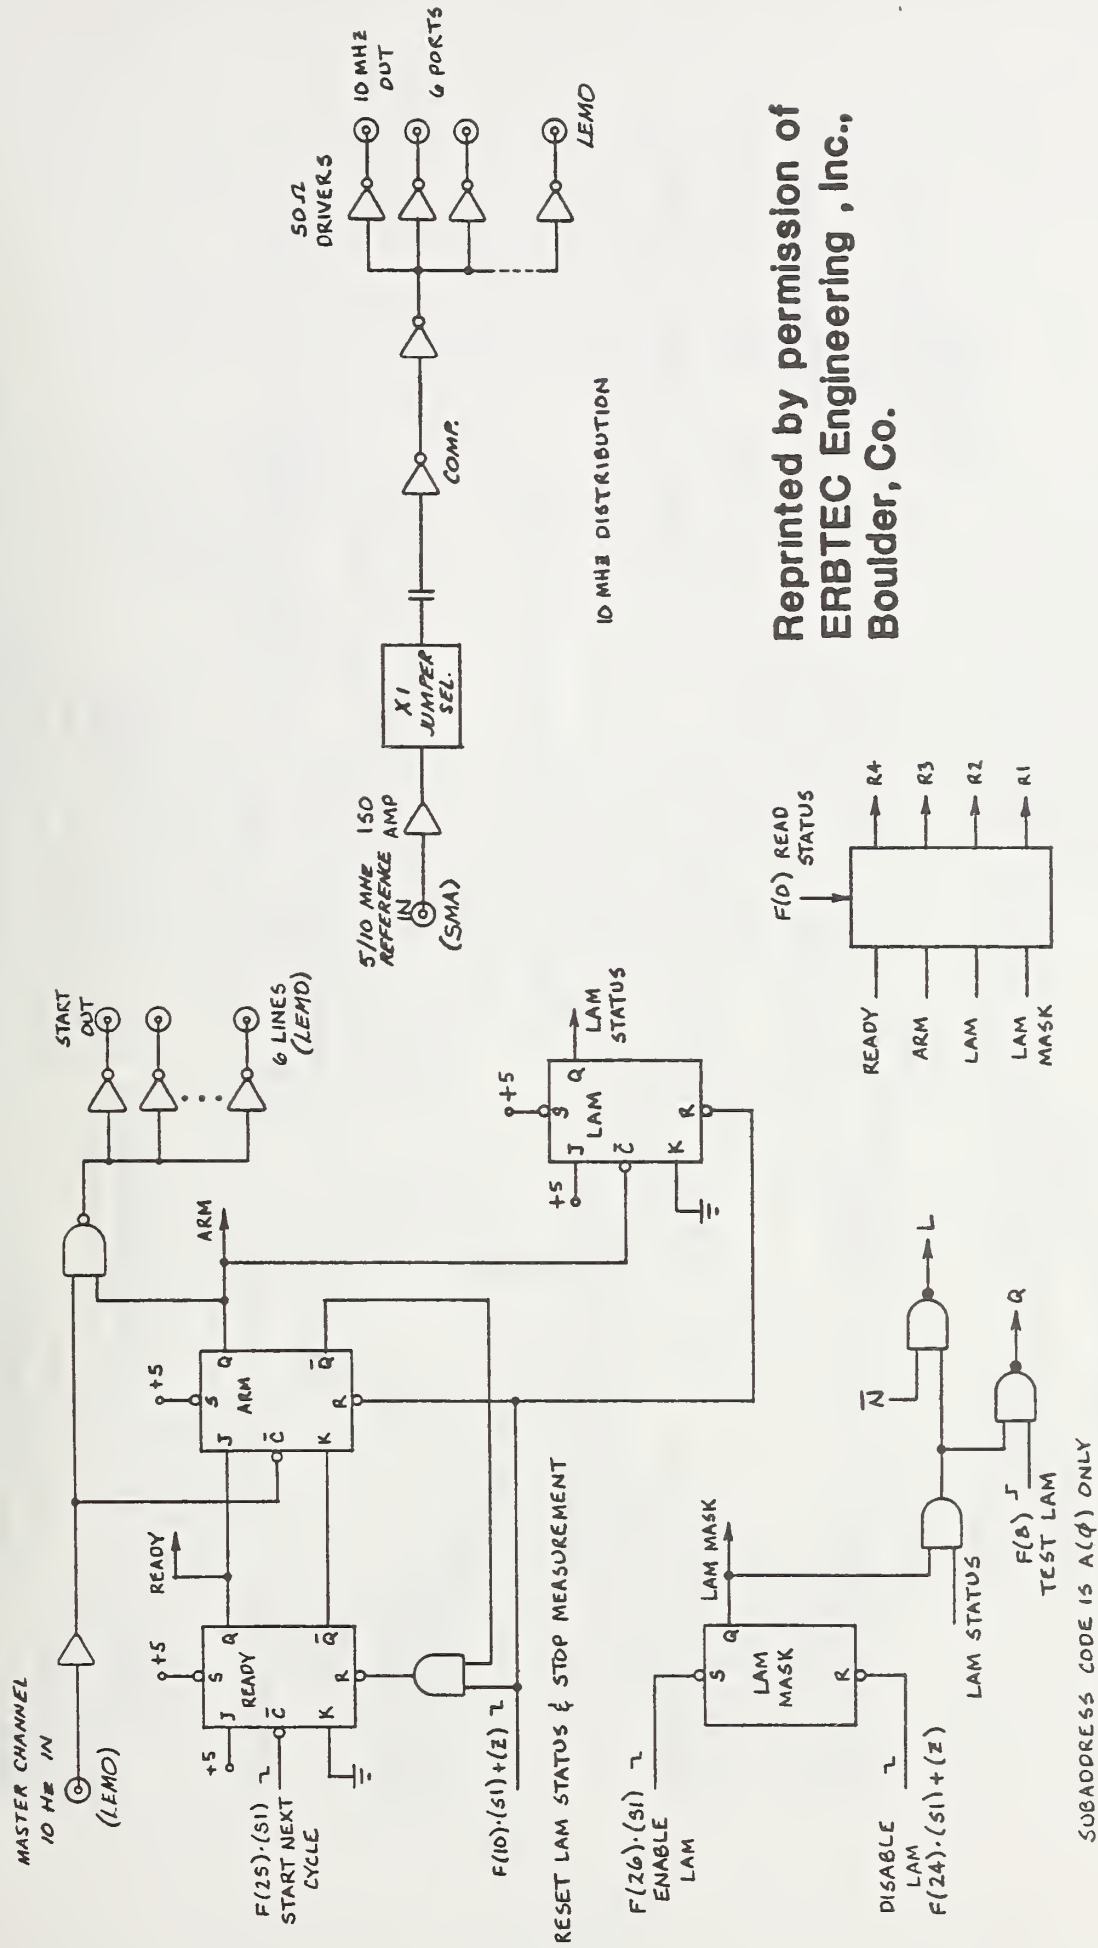 MASTER CHANNEL
10 Hz IN
(LEMO)
START
OUT
6 LINES
(LEMO)
F(25)·(S1)
START NEXT
CYCLE
+5
J
S
Q
READY
C̄
K
R
Q̄
READY
+5
J
S
Q
ARM
C̄
K
R
Q̄
+5
ARM
F(10)·(S1)+(Z)
RESET LAM STATUS & STOP MEASUREMENT
+5
+5
J
S
Q
LAM
C̄
K
R
LAM
STATUS
F(26)·(S1)
ENABLE
LAM
DISABLE
LAM
F(24)·(S1)+(Z)
S
Q
LAM
MASK
R
LAM MASK
LAM STATUS
F(8)
TEST LAM
N̄
L
Q
SUBADDRESS CODE IS A(φ) ONLY
5/10 MHz
REFERENCE
IN
(SMA)
ISO
AMP
X1
JUMPER
SEL.
COMP.
50Ω
DRIVERS
10 MHz
OUT
6 PORTS
LEMO
10 MHz DISTRIBUTION
F(0) READ
STATUS
READY
ARM
LAM
LAM
MASK
R4
R3
R2
R1
Reprinted by permission of
ERBTEC Engineering , Inc.,
Boulder, Co.